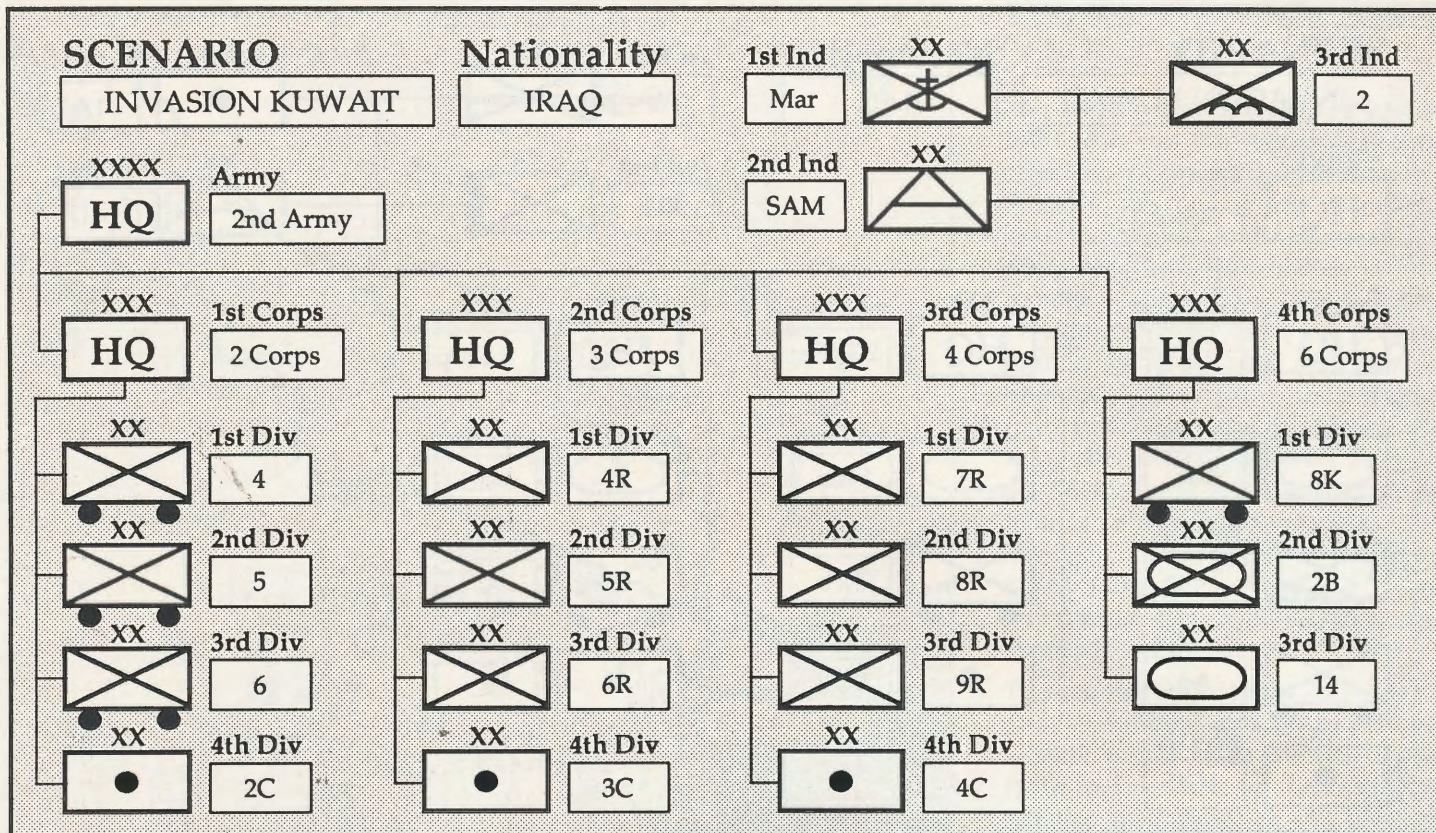 SCENARIO
INVASION KUWAIT
Nationality
IRAQ
1st Ind
Mar
XX
XX
3rd Ind
2
2nd Ind
SAM
XX
XXXX
HQ
Army
2nd Army
XXX
HQ
1st Corps
2 Corps
XXX
HQ
2nd Corps
3 Corps
XXX
HQ
3rd Corps
4 Corps
XXX
HQ
4th Corps
6 Corps
XX
1st Div
4
XX
2nd Div
5
XX
3rd Div
6
XX
4th Div
2C
XX
1st Div
4R
XX
2nd Div
5R
XX
3rd Div
6R
XX
4th Div
3C
XX
1st Div
7R
XX
2nd Div
8R
XX
3rd Div
9R
XX
4th Div
4C
XX
1st Div
8K
XX
2nd Div
2B
XX
3rd Div
14